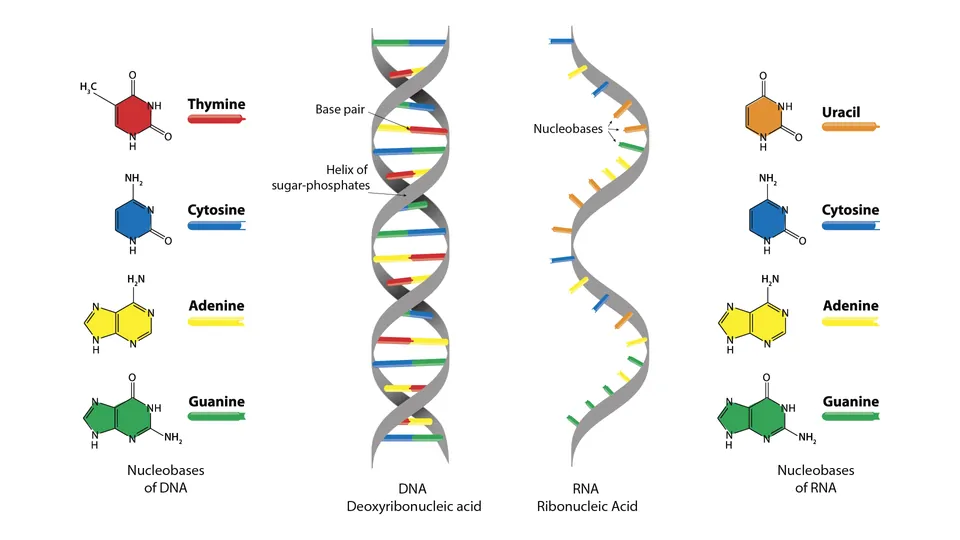 H₃C
O
NH
O
N
H
Thymine
NH₂
N
O
N
H
Cytosine
H₂N
N
N
N
H
N
Adenine
O
N
NH
N
H
N
NH₂
Guanine
Nucleobases
of DNA
Base pair
Helix of
sugar-phosphates
DNA
Deoxyribonucleic acid
Nucleobases
RNA
Ribonucleic Acid
O
NH
O
N
H
Uracil
NH₂
N
O
N
H
Cytosine
H₂N
N
N
N
H
N
Adenine
O
N
NH
N
H
N
NH₂
Guanine
Nucleobases
of RNA